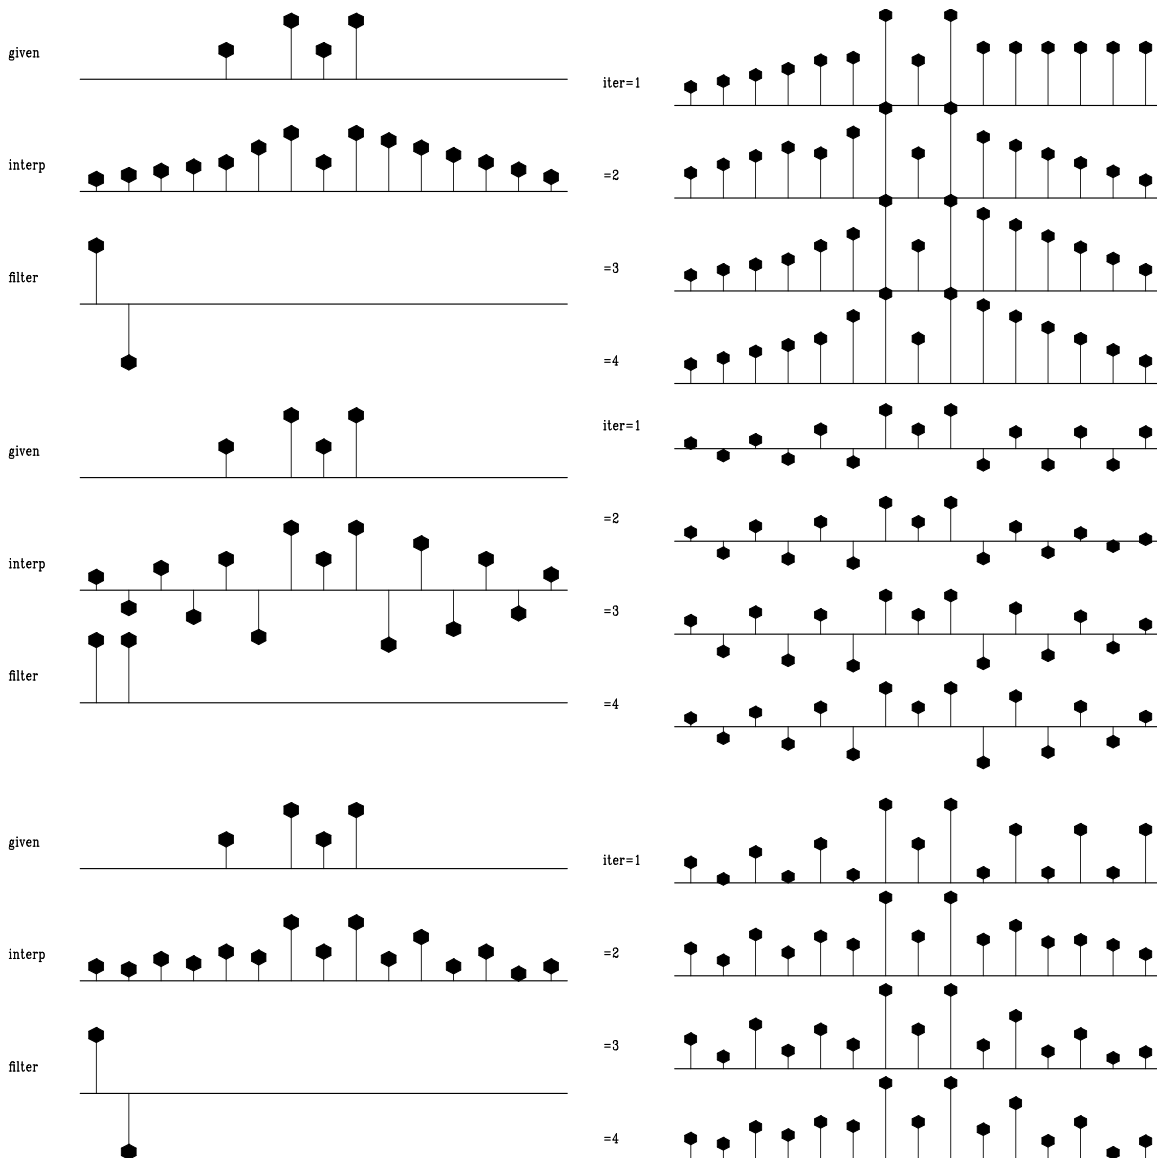 given
interp
filter
given
interp
filter
given
interp
filter
iter=1
=2
=3
=4
iter=1
=2
=3
=4
iter=1
=2
=3
=4